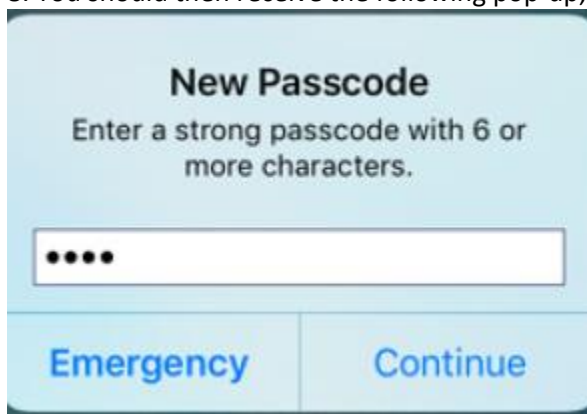 You should then reserve the following pop-up
New Passcode
Enter a strong passcode with 6 or
more characters.
••••
Emergency Continue